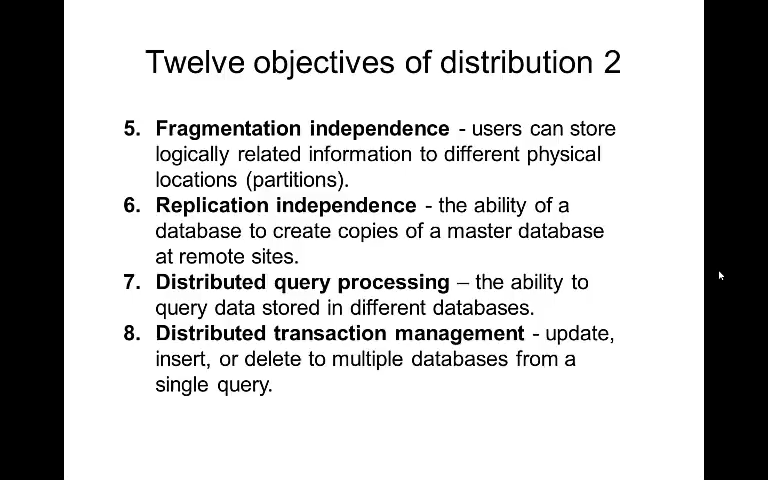 Twelve objectives of distribution 2
5. Fragmentation independence - users can store
logically related information to different physical
locations (partitions).
6. Replication independence - the ability of a
database to create copies of a master database
at remote sites.
7. Distributed query processing – the ability to
query data stored in different databases.
8. Distributed transaction management - update,
insert, or delete to multiple databases from a
single query.